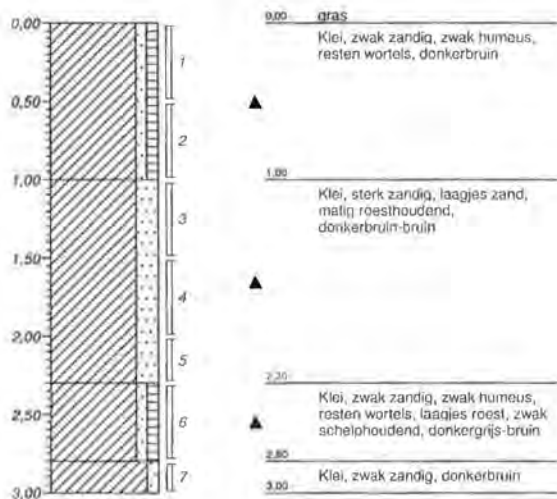 0,00
0,50
1,00
1,50
2,00
2,50
3,00
1
2
3
4
5
6
7
0,00 gras
Klei, zwak zandig, zwak humeus,
resten wortels, donkerbruin
1,00
Klei, sterk zandig, laagjes zand,
matig roesthoudend,
donkerbruin-bruin
Klei, zwak zandig, zwak humeus,
resten wortels, laagjes roest, zwak
schelphoudend, donkergrijs-bruin
2,80
Klei, zwak zandig, donkerbruin
3,00